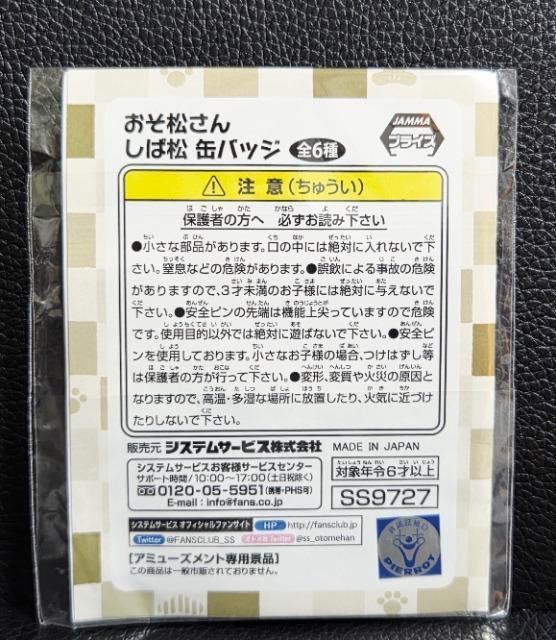 おそ松さん
しば松 缶バッジ 全6種
JAMMA
プライズ
⚠ 注意(ちゅうい)
保護者の方へ 必ずお読み下さい
●小さな部品があります。口の中には絶対に入れないで下
さい。窒息などの危険があります。●誤飲による事故の危険
がありますので、3才未満のお子様には絶対に与えないで
下さい。●安全ピンの先端は機能上尖っていますので危険
です。使用目的以外では絶対に遊ばないで下さい。●安全ピ
ンを使用しております。小さなお子様の場合、つけはずし等
は保護者の方が行って下さい。●変形、変質や火災の原因と
なりますので、高温・多湿な場所に放置したり、火気に近づけ
たりしないで下さい。
販売元 システムサービス株式会社 MADE IN JAPAN
システムサービスお客様サービスセンター
サポート時間/10:00~17:00(土日祝除く)
0120-05-5951(携帯・PHS可)
E-mail : info@fans.co.jp
対象年令6才以上
SS9727
システムサービス オフィシャルファンサイト HP http://fansclub.jp
Twitter @FANSCLUB_SS オトメ局 Twitter @ss_otomehan
[アミューズメント専用景品]
この商品は一般市販されておりません。
PIERROT